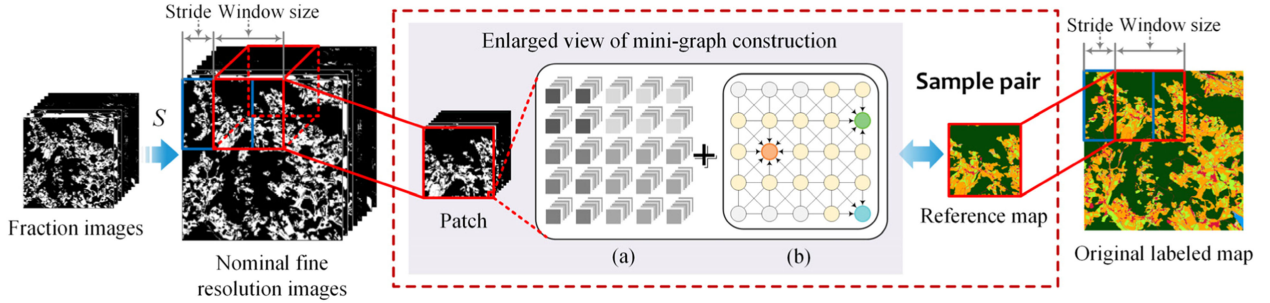 Stride Window size
Enlarged view of mini-graph construction
Stride Window size
Sample pair
S
Fraction images
Patch
Reference map
(a)
(b)
Nominal fine
resolution images
Original labeled map